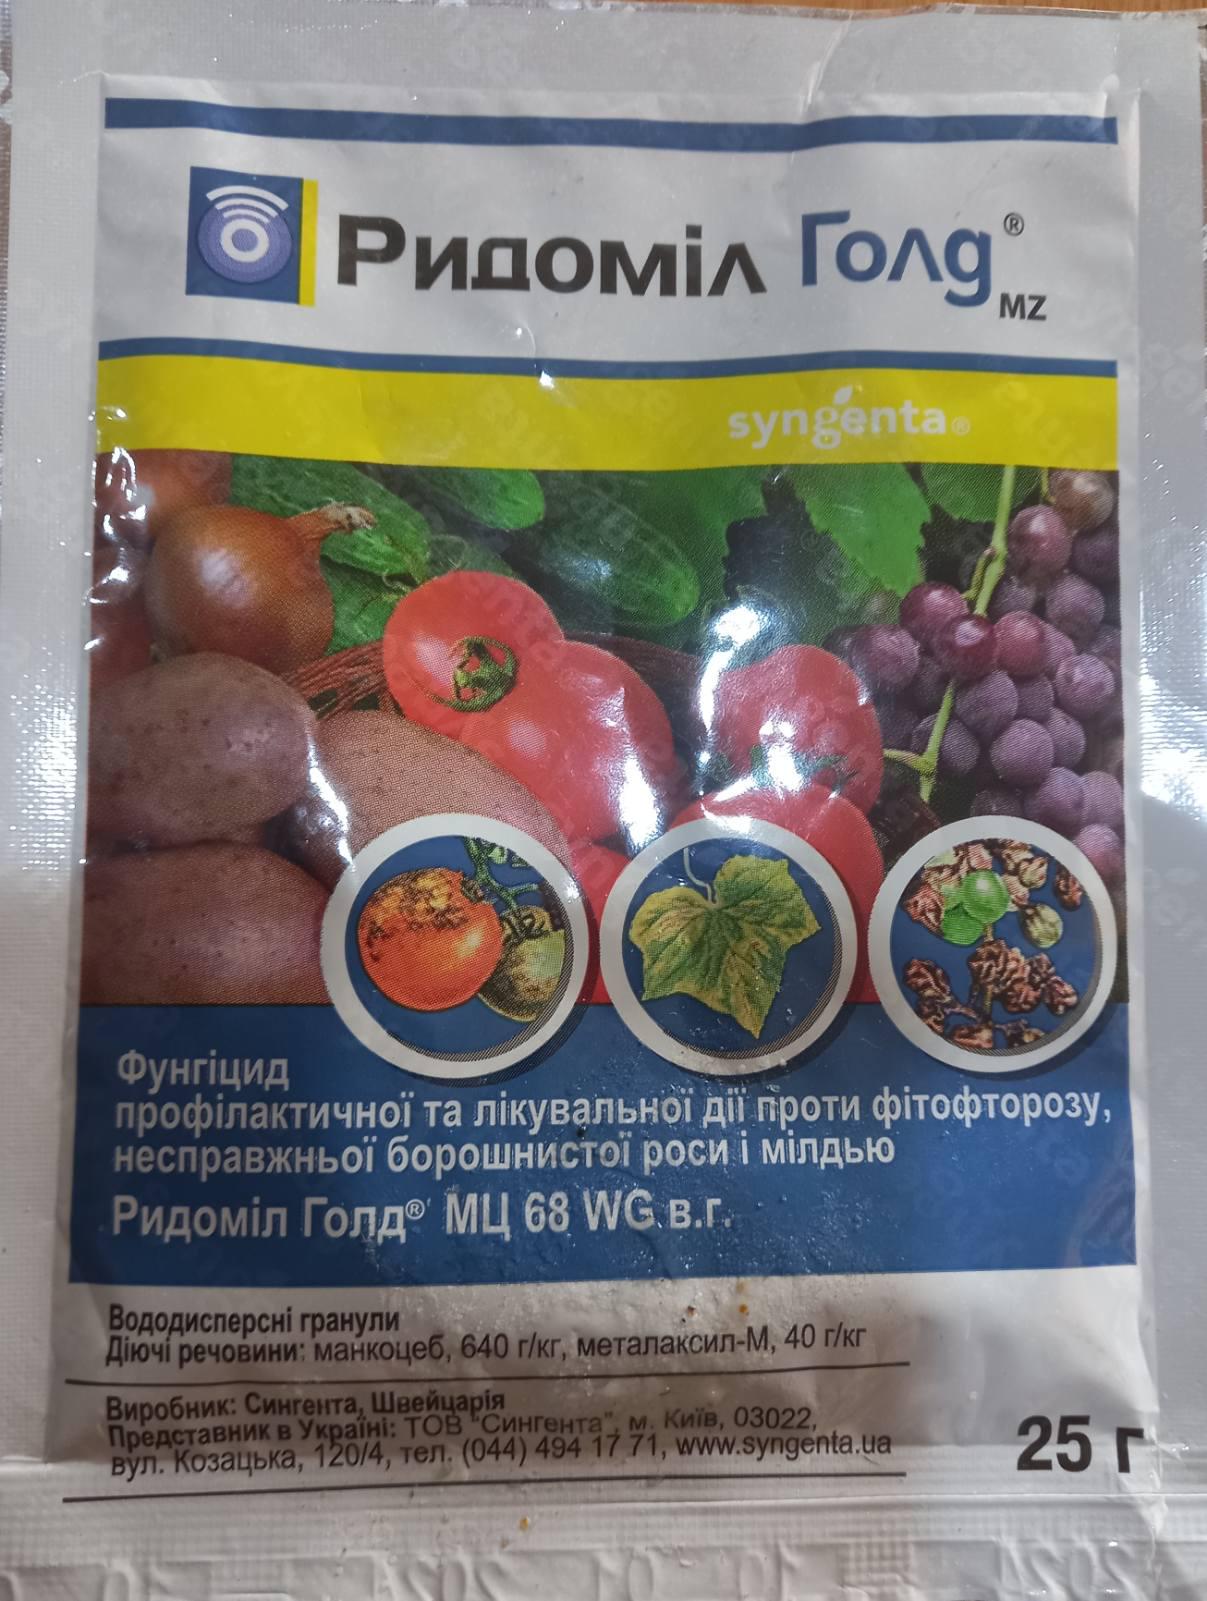 Ридоміл Голд®
MZ
syngenta®
Фунгіцид
профілактичної та лікувальної дії проти фітофторозу,
несправжньої борошнистої роси і мілдью
Ридоміл Голд® МЦ 68 WG в.г.
Вододисперсні гранули
Діючі речовини: манкоцеб, 640 г/кг, металаксил-М, 40 г/кг
Виробник: Сингента, Швейцарія
Представник в Україні: ТОВ "Сингента", м. Київ, 03022,
вул. Козацька, 120/4, тел. (044) 494 17 71, www.syngenta.ua
25 г